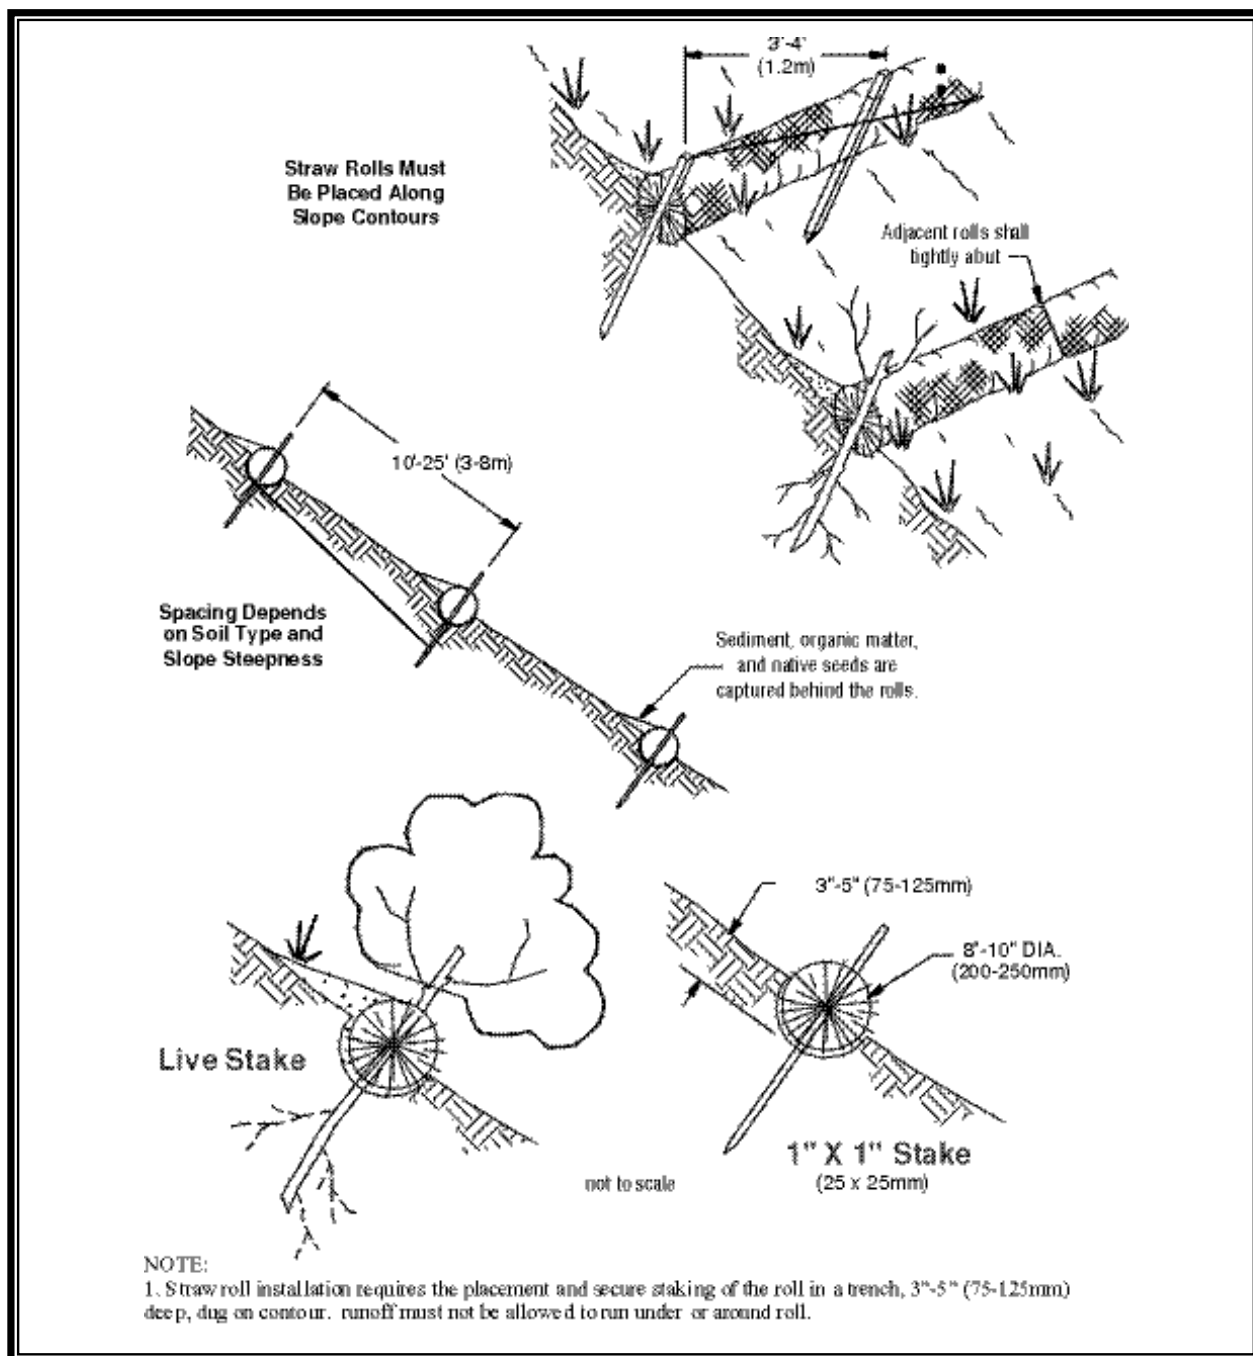 3'-4'
(1.2m)
Straw Rolls Must
Be Placed Along
Slope Contours
Adjacent rolls shall
tightly abut
10'-25' (3-8m)
Spacing Depends
on Soil Type and
Slope Steepness
Sediment, organic matter,
and native seeds are
captured behind the rolls.
3"-5" (75-125mm)
8"-10" DIA.
(200-250mm)
Live Stake
1" X 1" Stake
(25 x 25mm)
not to scale
NOTE:
1. Straw roll installation requires the placement and secure staking of the roll in a trench, 3"-5" (75-125mm)
deep, dug on contour. runoff must not be allowed to run under or around roll.